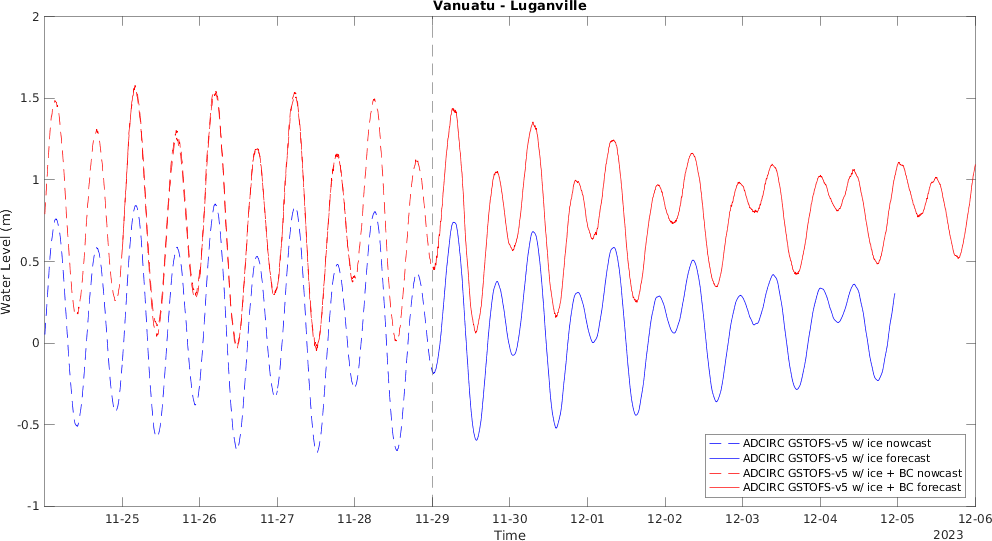 Vanuatu - Luganville
2
1.5
1
0.5
0
-0.5
-1
Water Level (m)
11-25 11-26 11-27 11-28 11-29 11-30 12-01 12-02 12-03 12-04 12-05 12-06
Time
2023
ADCIRC GSTOFS-v5 w/ ice nowcast
ADCIRC GSTOFS-v5 w/ ice forecast
ADCIRC GSTOFS-v5 w/ ice + BC nowcast
ADCIRC GSTOFS-v5 w/ ice + BC forecast